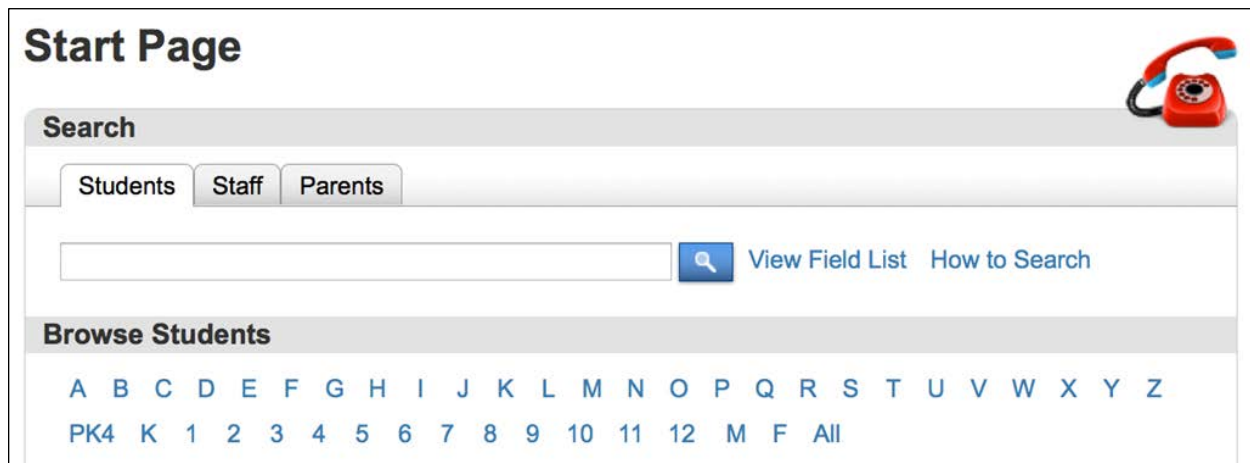 Start Page
Search
Students Staff Parents
View Field List How to Search
Browse Students
A B C D E F G H I J K L M N O P Q R S T U V W X Y Z
PK4 K 1 2 3 4 5 6 7 8 9 10 11 12 M F All